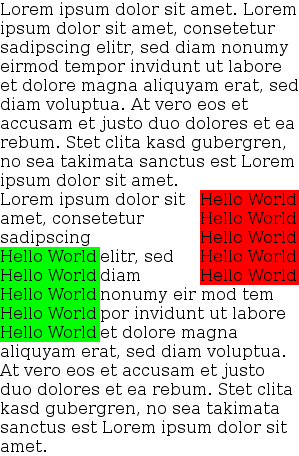 Lorem ipsum dolor sit amet. Lorem
ipsum dolor sit amet, consetetur
sadipscing elitr, sed diam nonumy
eirmod tempor invidunt ut labore
et dolore magna aliquyam erat, sed
diam voluptua. At vero eos et
accusam et justo duo dolores et ea
rebum. Stet clita kasd gubergren,
no sea takimata sanctus est Lorem
ipsum dolor sit amet.
Lorem ipsum dolor sit Hello World
amet, consetetur Hello World
sadipscing Hello World
Hello World elitr, sed Hello World
Hello World diam Hello World
Hello World nonumy eir mod tem
Hello World por invidunt ut labore
Hello World et dolore magna
aliquyam erat, sed diam voluptua.
At vero eos et accusam et justo
duo dolores et ea rebum. Stet clita
kasd gubergren, no sea takimata
sanctus est Lorem ipsum dolor sit
amet.